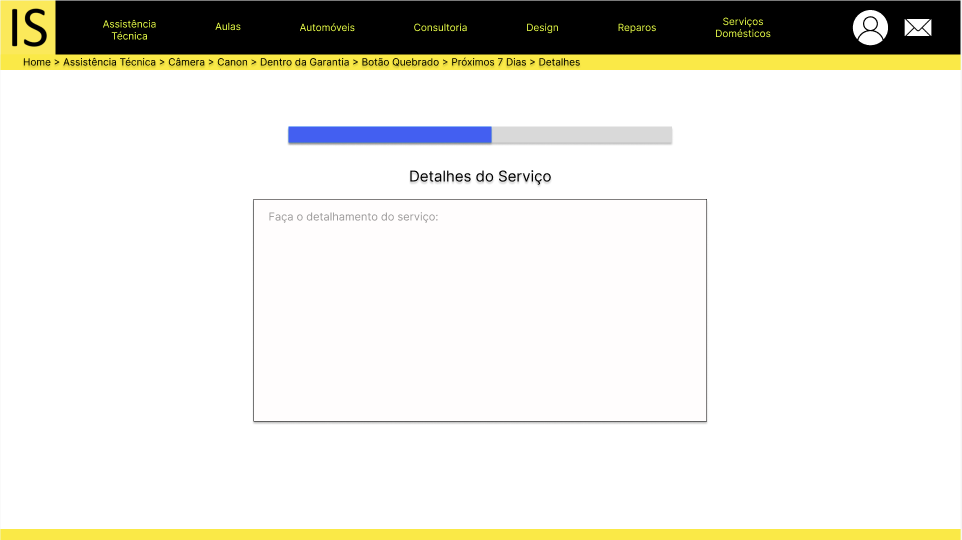 IS
Assistência
Técnica
Aulas
Automóveis
Consultoria
Design
Reparos
Serviços
Domésticos
Home > Assistência Técnica > Câmera > Canon > Dentro da Garantia > Botão Quebrado > Próximos 7 Dias > Detalhes
Detalhes do Serviço
Faça o detalhamento do serviço: